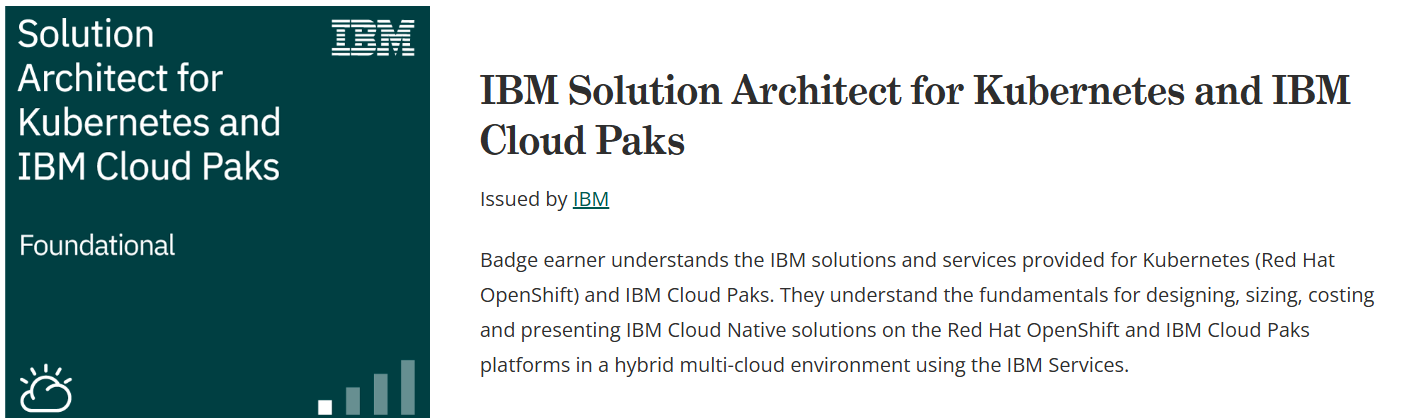 Solution
Architect for
Kubernetes and
IBM Cloud Paks
IBM
Foundational
IBM Solution Architect for Kubernetes and IBM
Cloud Paks
Issued by IBM
Badge earner understands the IBM solutions and services provided for Kubernetes (Red Hat
OpenShift) and IBM Cloud Paks. They understand the fundamentals for designing, sizing, costing
and presenting IBM Cloud Native solutions on the Red Hat OpenShift and IBM Cloud Paks
platforms in a hybrid multi-cloud environment using the IBM Services.